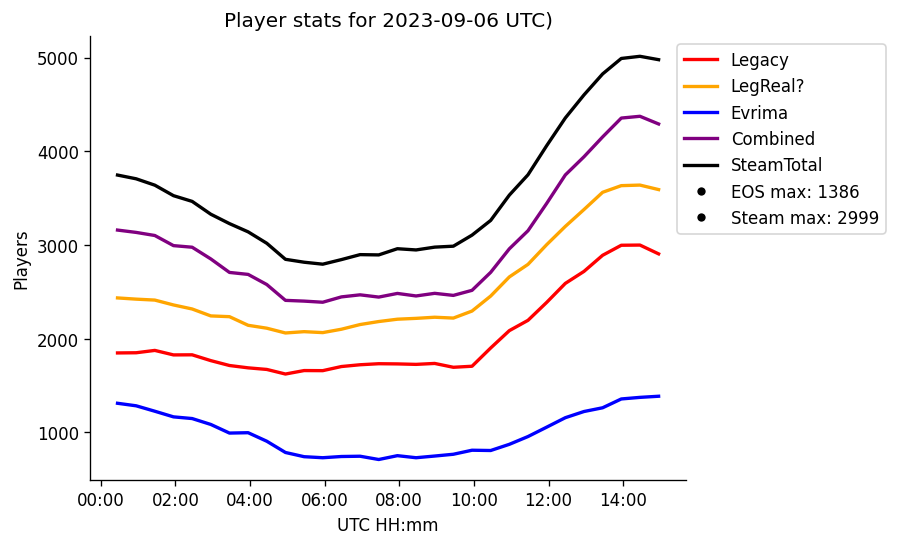 Player stats for 2023-09-06 UTC)
Players
5000
4000
3000
2000
1000
00:00 02:00 04:00 06:00 08:00 10:00 12:00 14:00
UTC HH:mm
Legacy
LegReal?
Evrima
Combined
SteamTotal
EOS max: 1386
Steam max: 2999